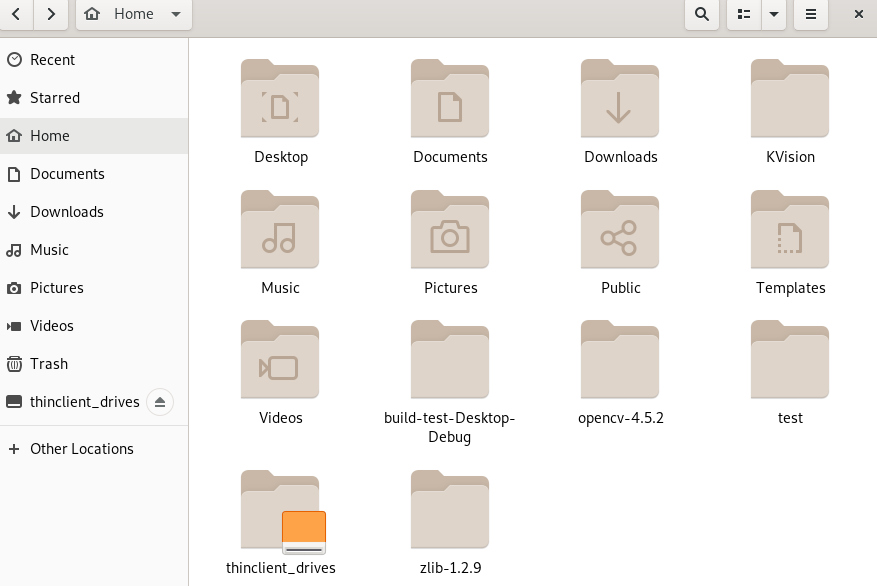 Home
Recent
Starred
Home
Documents
Downloads
Music
Pictures
Videos
Trash
thinclient_drives
Other Locations
Desktop
Documents
Downloads
KVision
Music
Pictures
Public
Templates
Videos
build-test-Desktop-
Debug
opencv-4.5.2
test
thinclient_drives
zlib-1.2.9